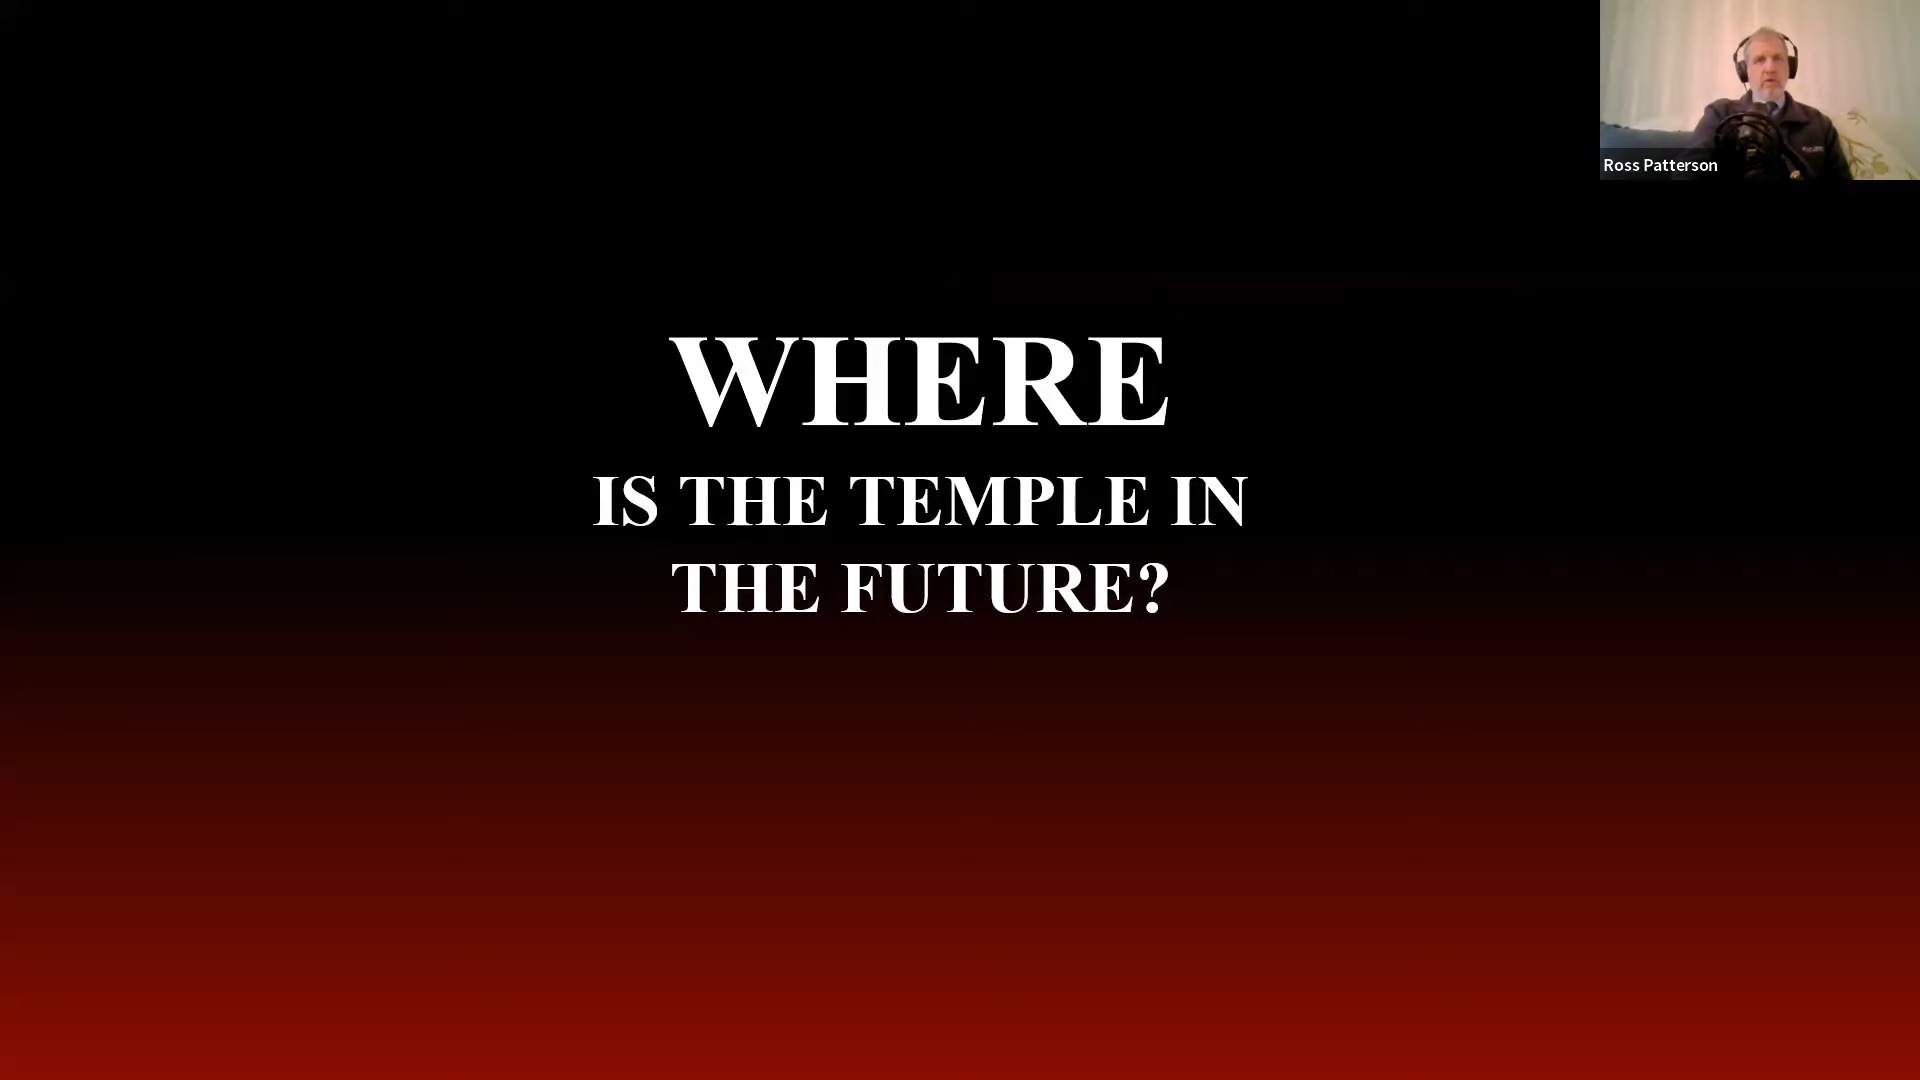 WHERE
IS THE TEMPLE IN
THE FUTURE?
Ross Patterson